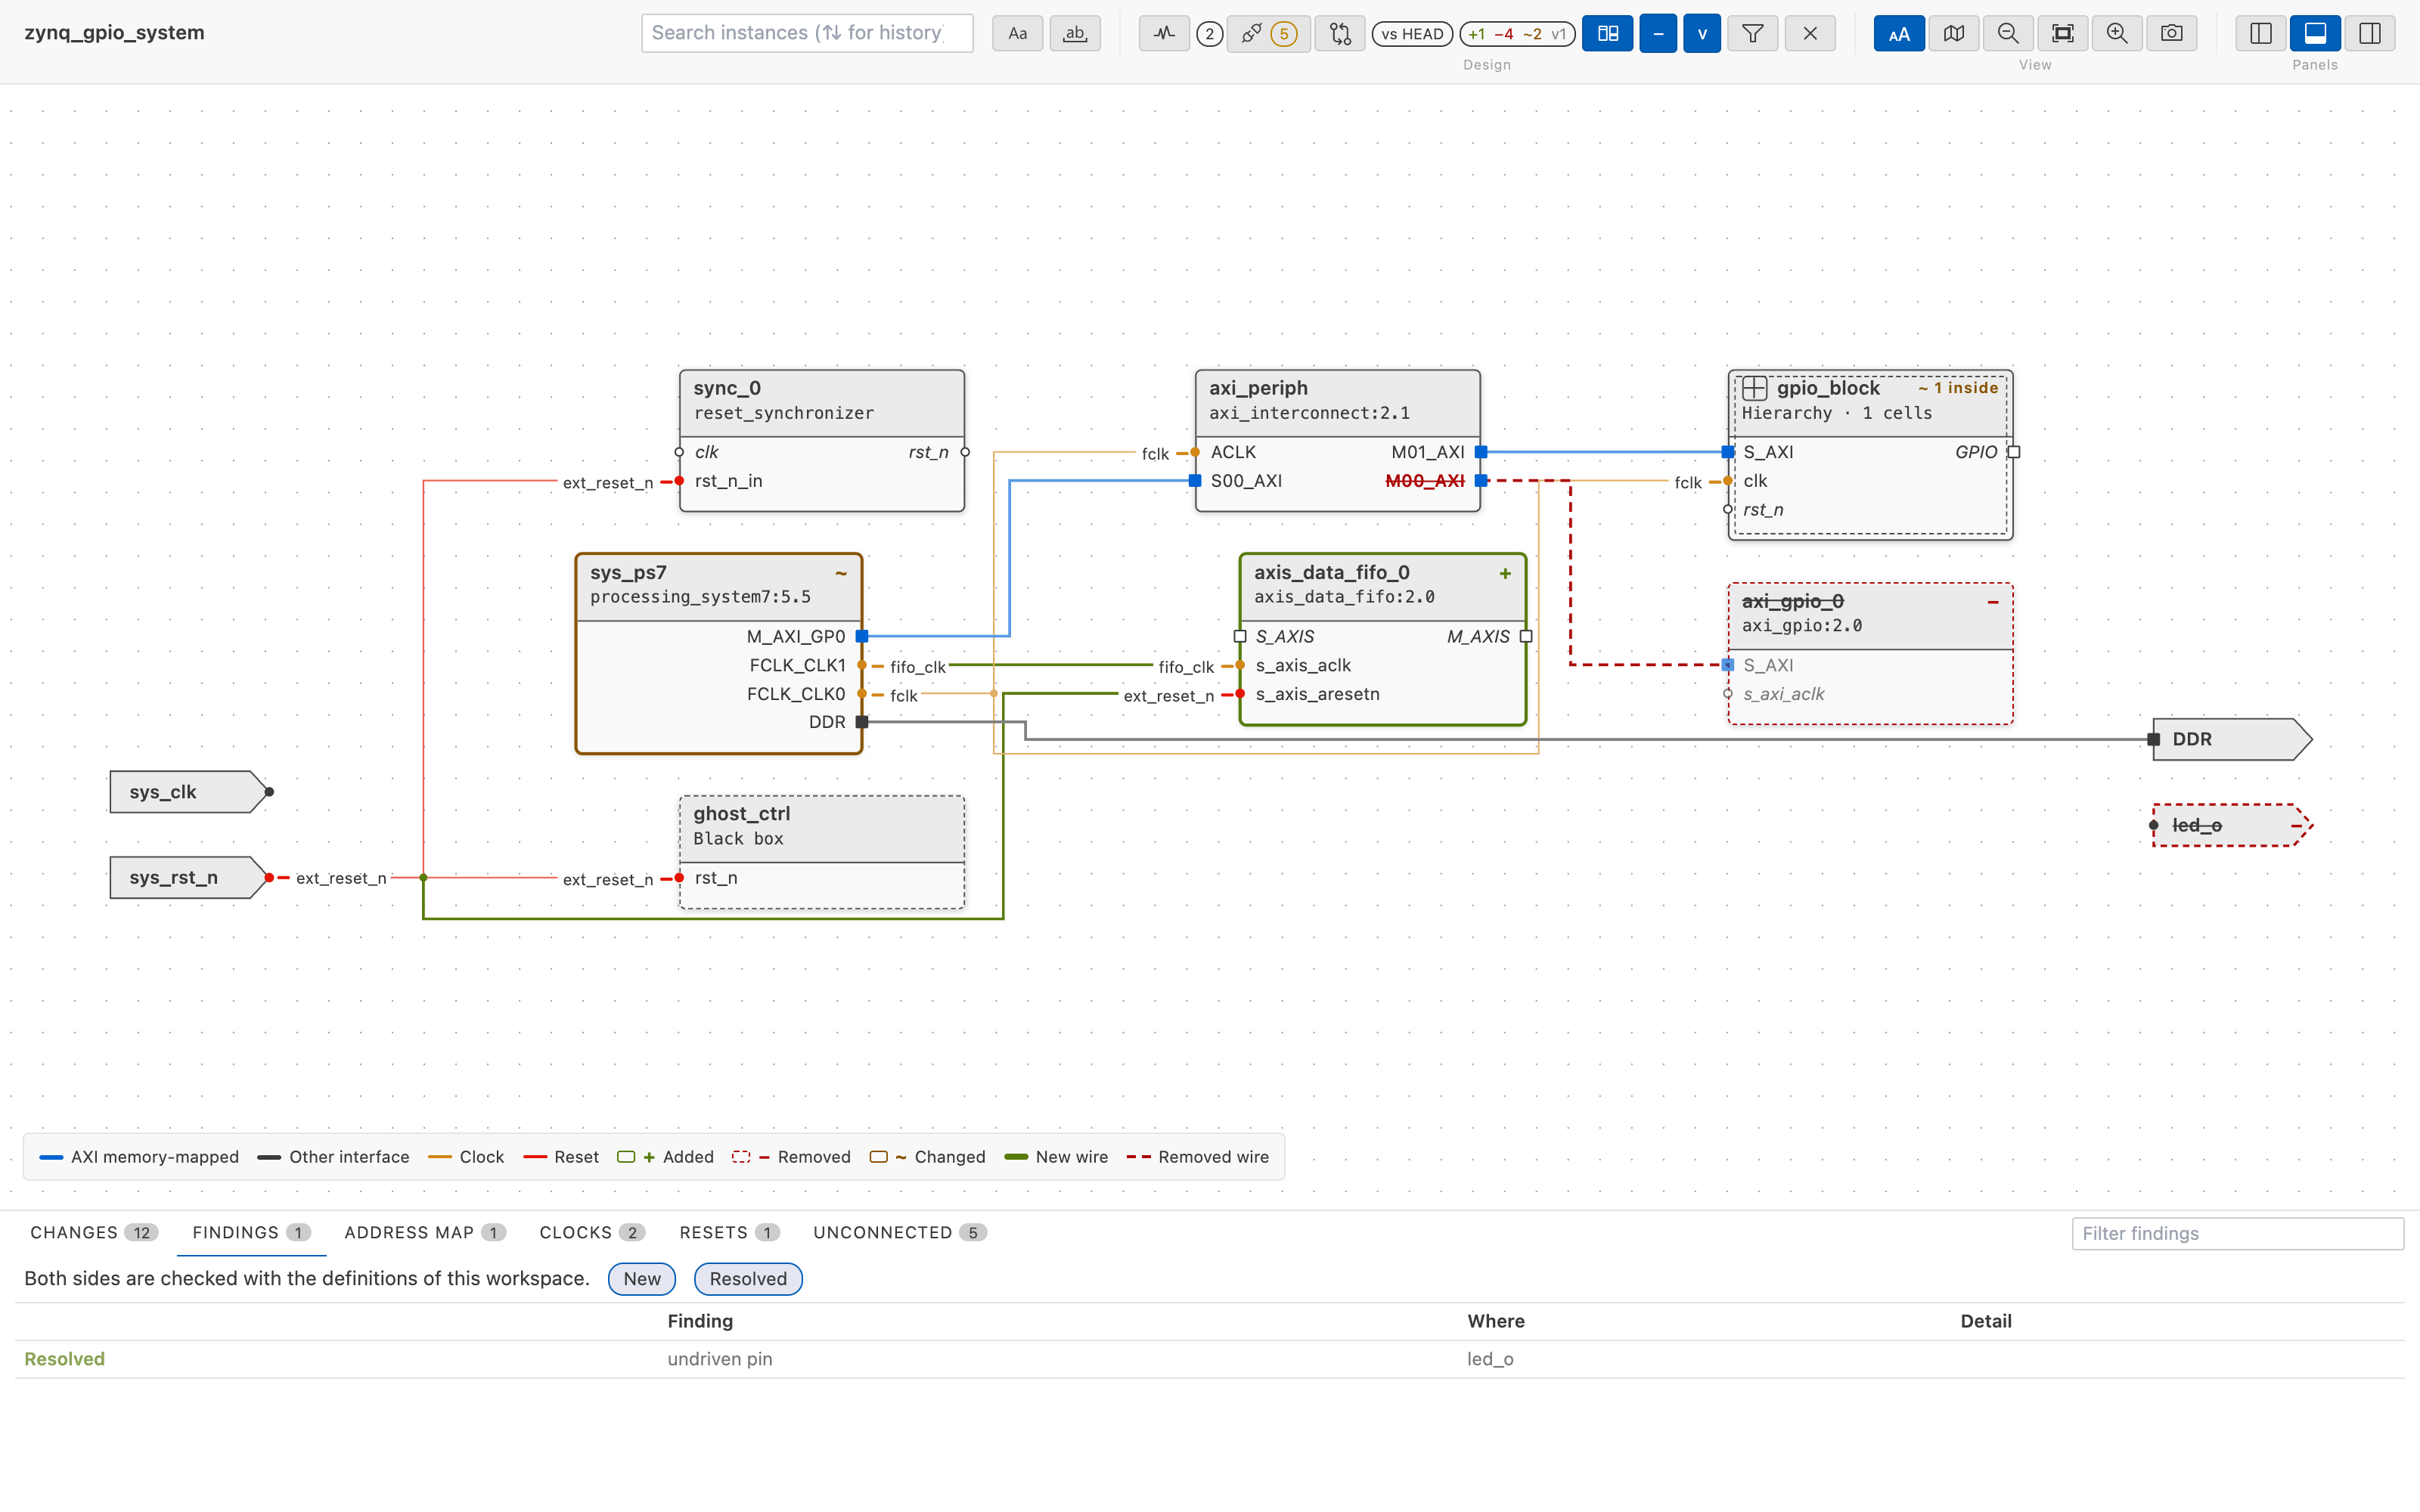 zynq_gpio_system
Search instances (⇅ for history)
Aa
ab
2
5
vs HEAD
+1 −4 ~2 v1
−
v
AA
Design
View
Panels
sync_0
reset_synchronizer
clk
rst_n
ext_reset_n
rst_n_in
axi_periph
axi_interconnect:2.1
fclk
ACLK
M01_AXI
S00_AXI
M00_AXI
gpio_block
~ 1 inside
Hierarchy · 1 cells
S_AXI
GPIO
fclk
clk
rst_n
sys_ps7
~
processing_system7:5.5
M_AXI_GP0
FCLK_CLK1
fifo_clk
FCLK_CLK0
fclk
DDR
axis_data_fifo_0
+
axis_data_fifo:2.0
S_AXIS
M_AXIS
fifo_clk
s_axis_aclk
ext_reset_n
s_axis_aresetn
axi_gpio_0
−
axi_gpio:2.0
S_AXI
s_axi_aclk
DDR
led_o
−
sys_clk
sys_rst_n
ext_reset_n
ghost_ctrl
Black box
ext_reset_n
rst_n
AXI memory-mapped
Other interface
Clock
Reset
+ Added
− Removed
~ Changed
New wire
Removed wire
CHANGES 12
FINDINGS 1
ADDRESS MAP 1
CLOCKS 2
RESETS 1
UNCONNECTED 5
Filter findings
Both sides are checked with the definitions of this workspace.
New
Resolved
Finding
Where
Detail
Resolved
undriven pin
led_o